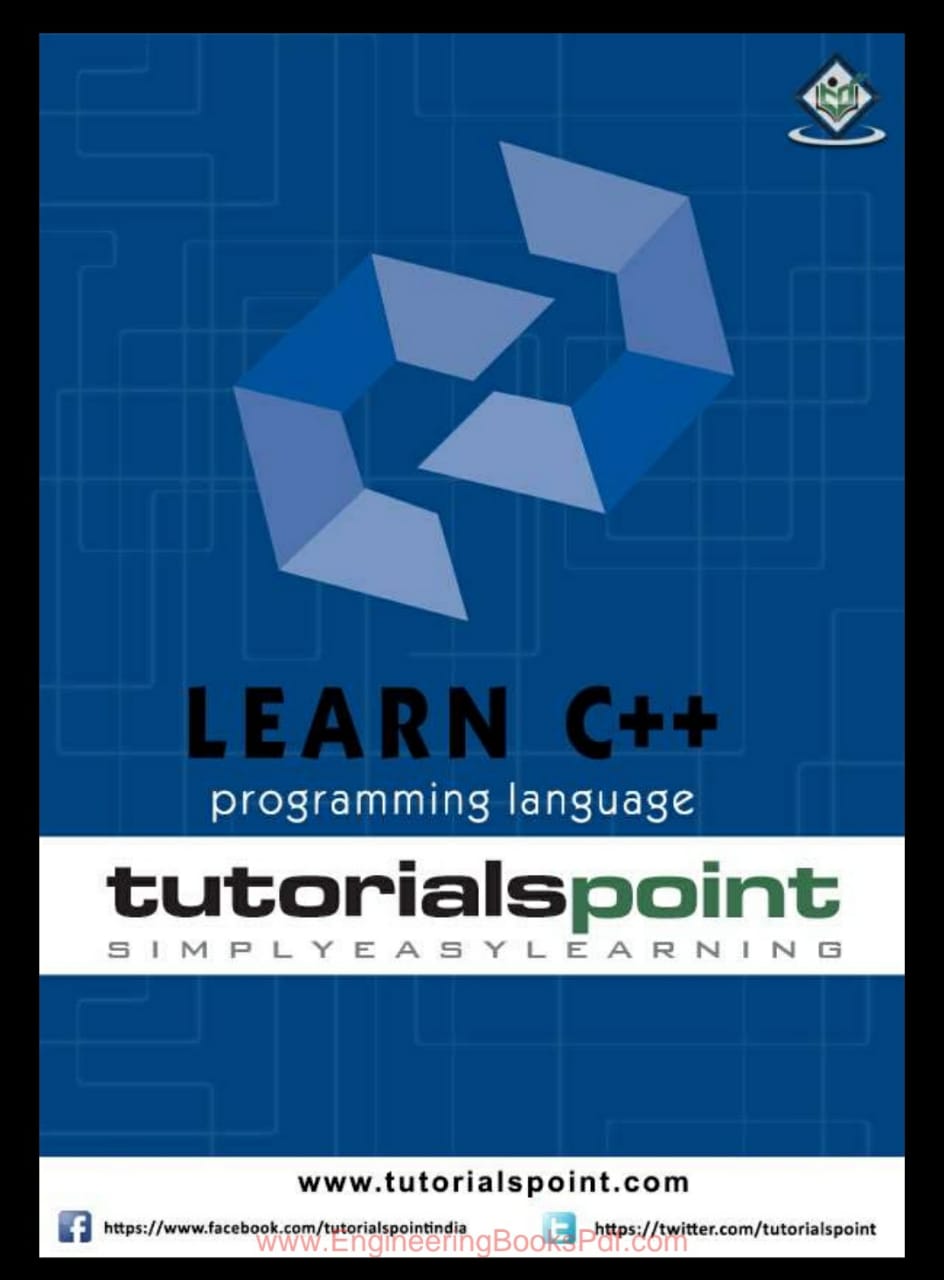 LEARN C++
programming language
tutorialspoint
SIMPLYEASYLEARNING
www.tutorialspoint.com
https://www.facebook.com/tutorialspointindia
https://twitter.com/tutorialspoint
www.EngineeringBooksPdf.com